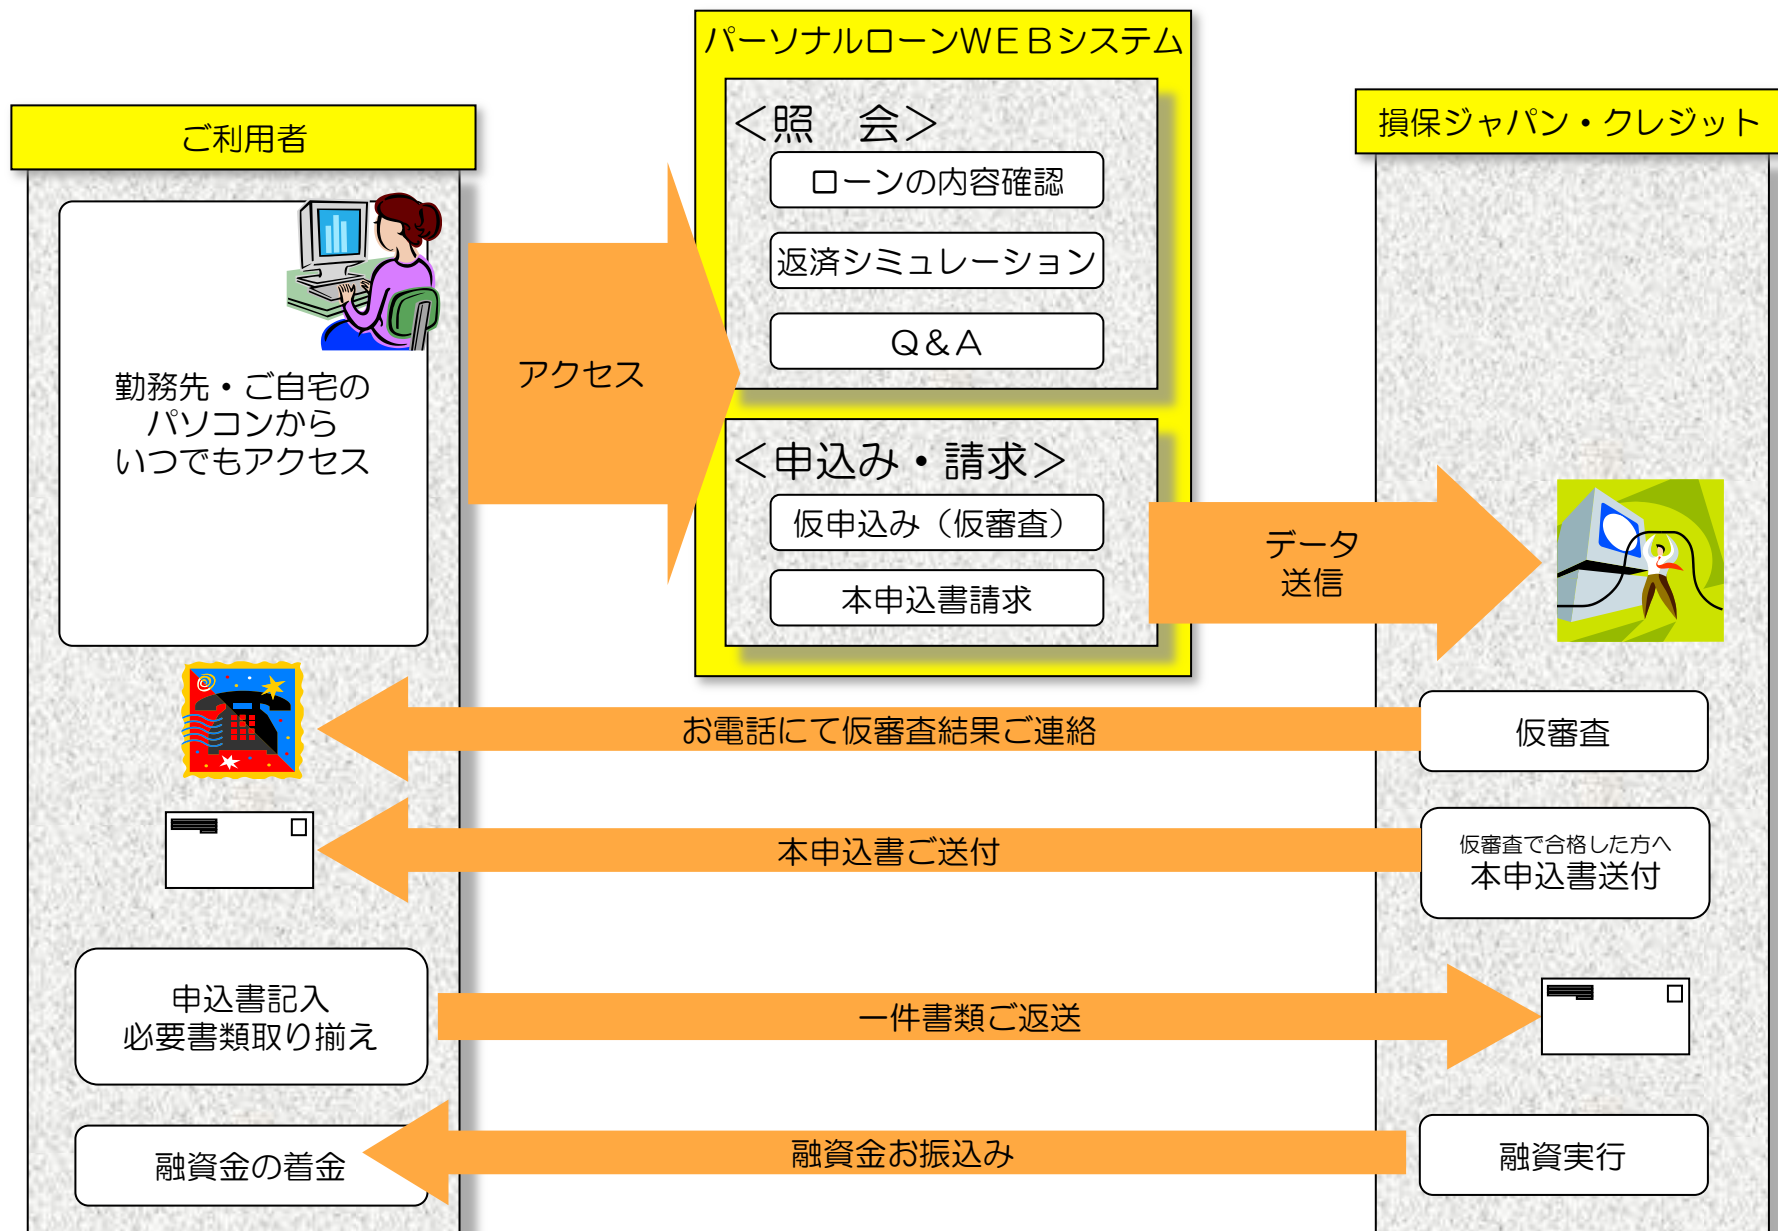 パーソナルローンＷＥＢシステム
ご利用者
損保ジャパン・クレジット
＜照　会＞
ローンの内容確認
返済シミュレーション
Ｑ＆Ａ
勤務先・ご自宅の
パソコンから
いつでもアクセス
アクセス
＜申込み・請求＞
仮申込み（仮審査）
本申込書請求
データ
送信
お電話にて仮審査結果ご連絡
仮審査
本申込書ご送付
仮審査で合格した方へ
本申込書送付
申込書記入
必要書類取り揃え
一件書類ご返送
融資金の着金
融資金お振込み
融資実行